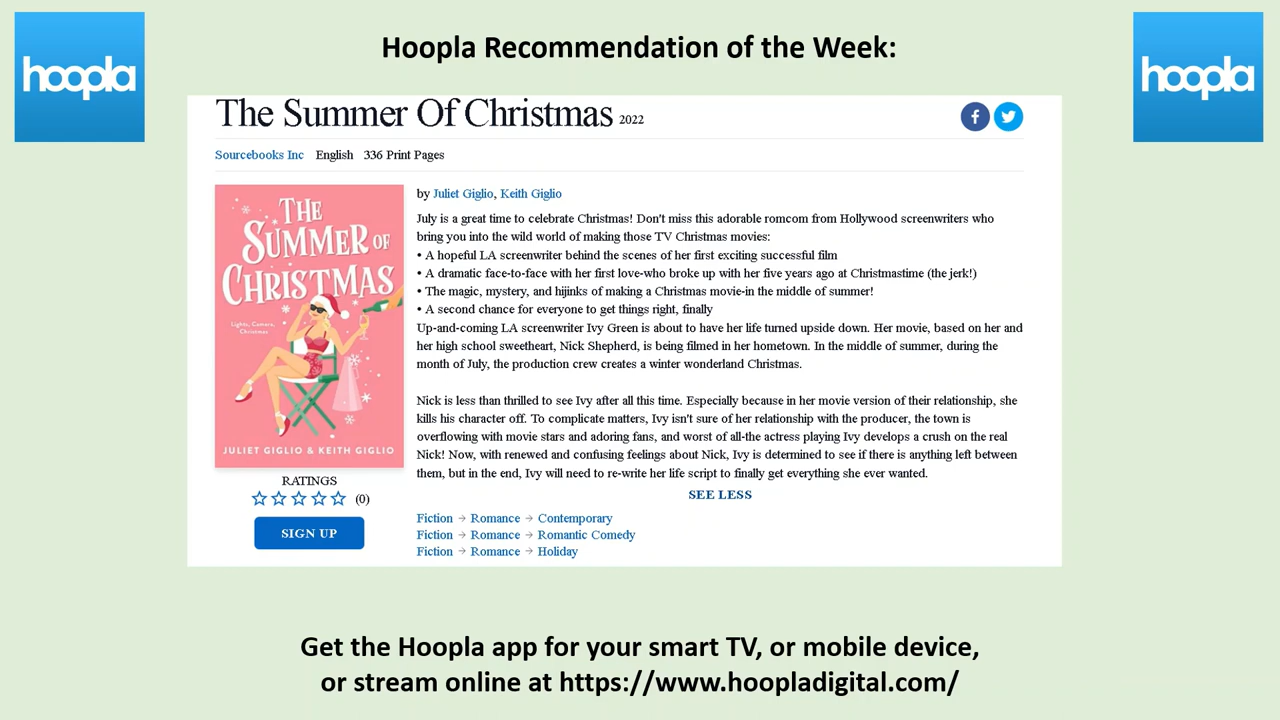 hoopla
Hoopla Recommendation of the Week:
hoopla
The Summer Of Christmas 2022
Sourcebooks Inc English 336 Print Pages
THE
SUMMER OF
CHRISTMAS
Lights, Camera,
Christmas
JULIET GIGLIO & KEITH GIGLIO
RATINGS
(0)
SIGN UP
by Juliet Giglio, Keith Giglio
July is a great time to celebrate Christmas! Don't miss this adorable romcom from Hollywood screenwriters who
bring you into the wild world of making those TV Christmas movies:
• A hopeful LA screenwriter behind the scenes of her first exciting successful film
• A dramatic face-to-face with her first love-who broke up with her five years ago at Christmastime (the jerk!)
• The magic, mystery, and hijinks of making a Christmas movie-in the middle of summer!
• A second chance for everyone to get things right, finally
Up-and-coming LA screenwriter Ivy Green is about to have her life turned upside down. Her movie, based on her and
her high school sweetheart, Nick Shepherd, is being filmed in her hometown. In the middle of summer, during the
month of July, the production crew creates a winter wonderland Christmas.
Nick is less than thrilled to see Ivy after all this time. Especially because in her movie version of their relationship, she
kills his character off. To complicate matters, Ivy isn't sure of her relationship with the producer, the town is
overflowing with movie stars and adoring fans, and worst of all-the actress playing Ivy develops a crush on the real
Nick! Now, with renewed and confusing feelings about Nick, Ivy is determined to see if there is anything left between
them, but in the end, Ivy will need to re-write her life script to finally get everything she ever wanted.
SEE LESS
Fiction → Romance → Contemporary
Fiction → Romance → Romantic Comedy
Fiction → Romance → Holiday
Get the Hoopla app for your smart TV, or mobile device,
or stream online at https://www.hoopladigital.com/